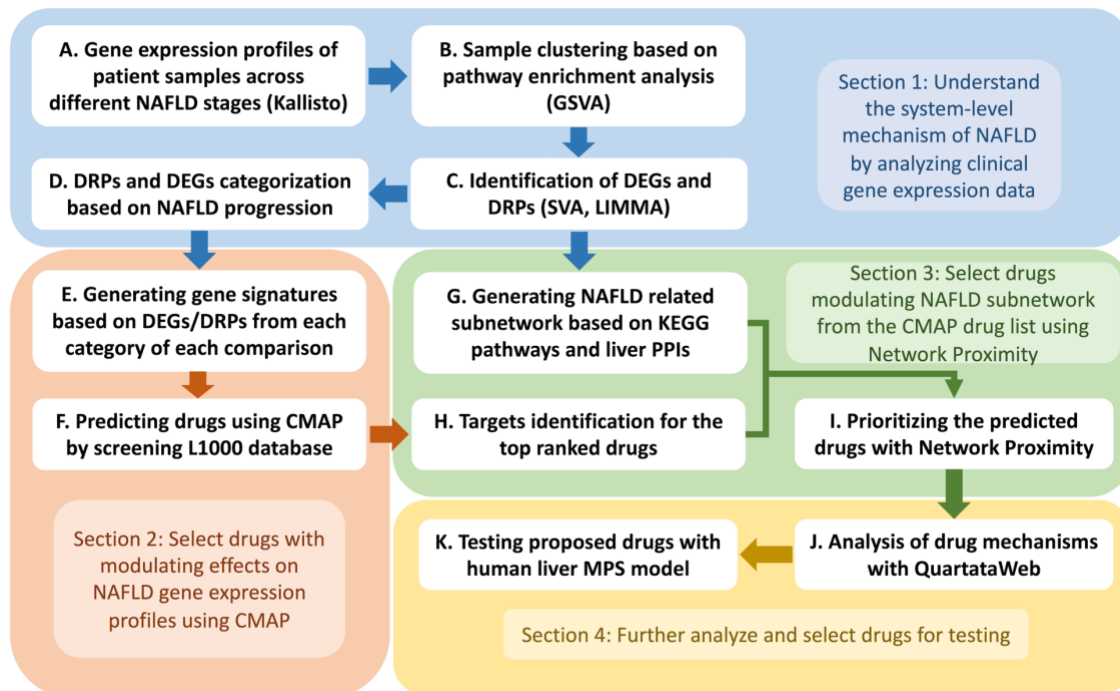 A. Gene expression profiles of
patient samples across
different NAFLD stages (Kallisto)
B. Sample clustering based on
pathway enrichment analysis
(GSVA)
Section 1: Understand
the system-level
mechanism of NAFLD
by analyzing clinical
gene expression data
D. DRPs and DEGs categorization
based on NAFLD progression
C. Identification of DEGs and
DRPs (SVA, LIMMA)
E. Generating gene signatures
based on DEGs/DRPs from each
category of each comparison
G. Generating NAFLD related
subnetwork based on KEGG
pathways and liver PPIs
Section 3: Select drugs
modulating NAFLD subnetwork
from the CMAP drug list using
Network Proximity
F. Predicting drugs using CMAP
by screening L1000 database
H. Targets identification for the
top ranked drugs
I. Prioritizing the predicted
drugs with Network Proximity
Section 2: Select drugs with
modulating effects on
NAFLD gene expression
profiles using CMAP
K. Testing proposed drugs with
human liver MPS model
J. Analysis of drug mechanisms
with QuartataWeb
Section 4: Further analyze and select drugs for testing